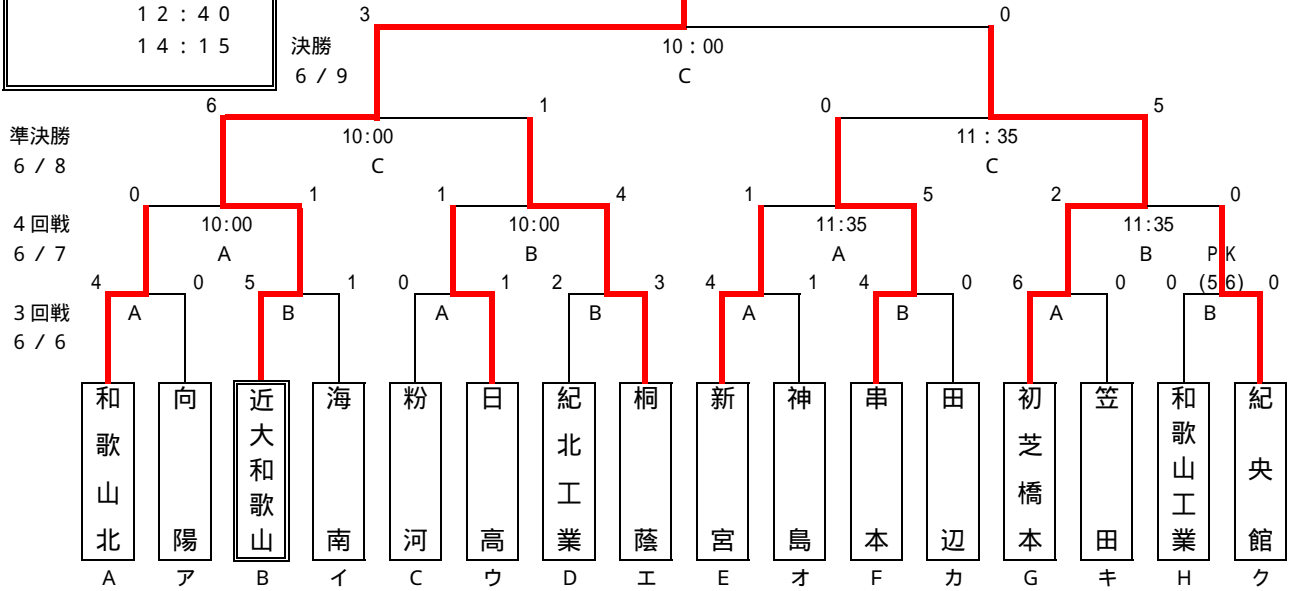 12:40
14:15
3
0
決勝
10:00
6/9
C
6
1
0
5
準決勝
10:00
11:35
6/8
C
C
0
1
1
4
1
5
2
0
4回戦
10:00
10:00
11:35
11:35
6/7
A
B
A
B
PK
(5 6)
4
0
5
1
0
1
2
3
4
1
4
0
6
0
0
0
3回戦
A
B
A
B
A
B
A
B
6/6
和歌山北
向陽
近大和歌山
海南
粉河
日高
紀北工業
桐蔭
新宮
神島
串本
田辺
初芝橋本
笠田
和歌山工業
紀央館
A
ア
B
イ
C
ウ
D
エ
E
オ
F
カ
G
キ
H
ク